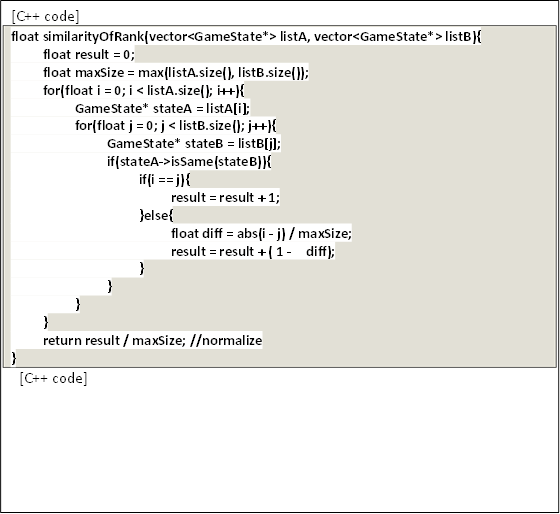 [C++ code]
float similarityOfRank(vector<GameState*> listA, vector<GameState*> listB){
float result = 0;
float maxSize = max(listA.size(), listB.size());
for(float i = 0; i < listA.size(); i++){
GameState* stateA = listA[i];
for(float j = 0; j < listB.size(); j++){
GameState* stateB = listB[j];
if(stateA->isSame(stateB)){
if(i == j){
result = result + 1;
}else{
float diff = abs(i - j) / maxSize;
result = result + ( 1 - diff);
}
}
}
}
return result / maxSize; //normalize
}
[C++ code]